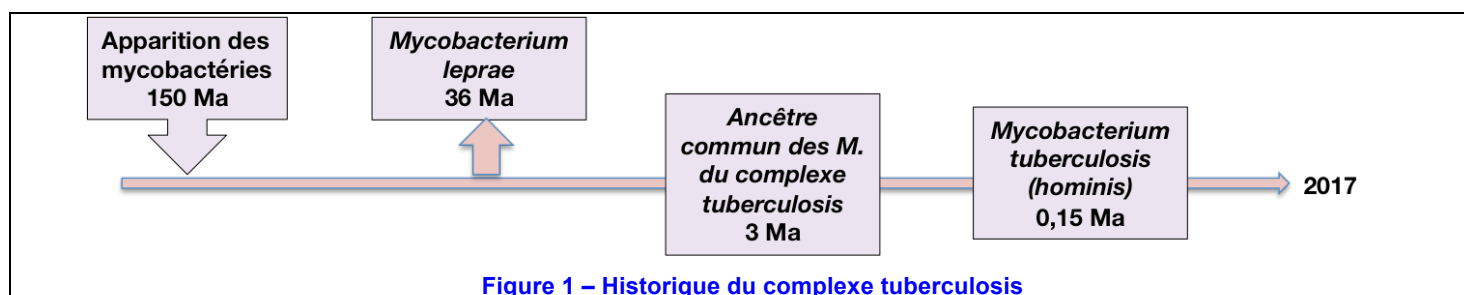 Apparition des
mycobactéries
150 Ma
Mycobacterium
leprae
36 Ma
Ancêtre
commun des M.
du complexe
tuberculosis
3 Ma
Mycobacterium
tuberculosis
(hominis)
0,15 Ma
2017
Figure 1 – Historique du complexe tuberculosis